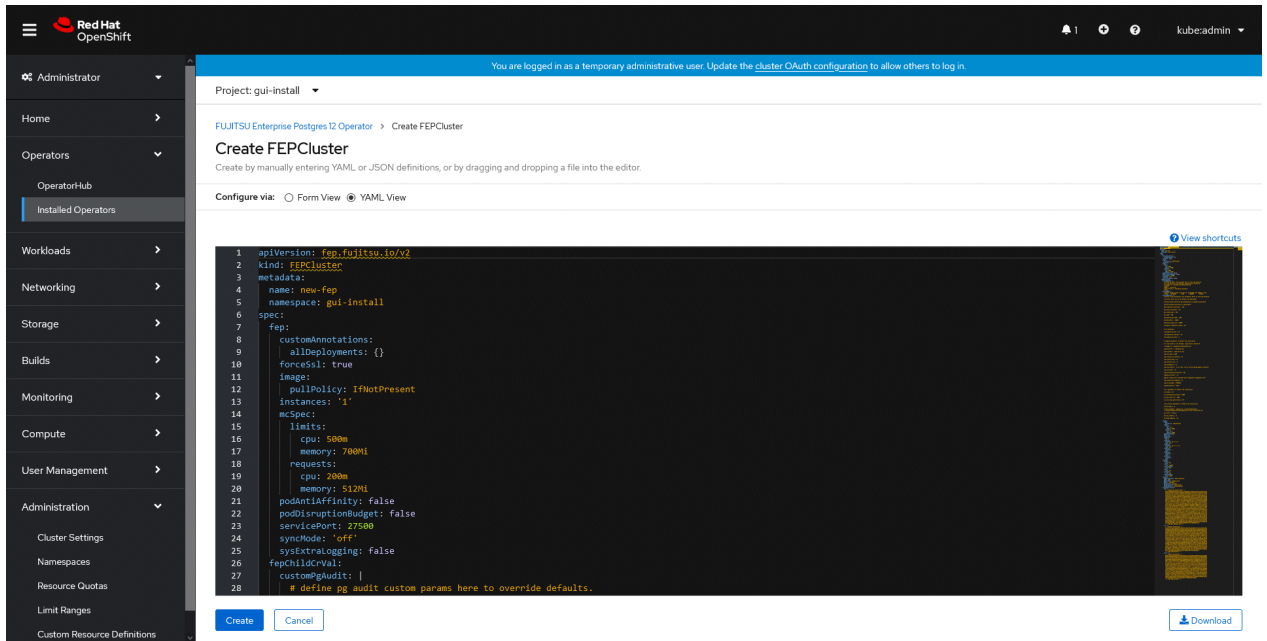 Red Hat
OpenShift
1
kube:admin
Administrator
Home
Operators
OperatorHub
Installed Operators
Workloads
Networking
Storage
Builds
Monitoring
Compute
User Management
Administration
Cluster Settings
Namespaces
Resource Quotas
Limit Ranges
Custom Resource Definitions
You are logged in as a temporary administrative user. Update the cluster OAuth configuration to allow others to log in.
Project: gui-install
FUJITSU Enterprise Postgres 12 Operator > Create FEPCluster
Create FEPCluster
Create by manually entering YAML or JSON definitions, or by dragging and dropping a file into the editor.
Configure via: Form View YAML View
View shortcuts
1 apiVersion: fep.fujitsu.io/v2
2 kind: FEPCluster
3 metadata:
4 name: new-fep
5 namespace: gui-install
6 spec:
7 fep:
8 customAnnotations:
9 allDeployments: {}
10 forceSsl: true
11 image:
12 pullPolicy: IfNotPresent
13 instances: '1'
14 mcSpec:
15 limits:
16 cpu: 500m
17 memory: 700Mi
18 requests:
19 cpu: 200m
20 memory: 512Mi
21 podAntiAffinity: false
22 podDisruptionBudget: false
23 servicePort: 27500
24 syncMode: 'off'
25 sysExtraLogging: false
26 fepChildCrVal:
27 customPgAudit: |
28 # define pg audit custom params here to override defaults.
Create
Cancel
Download